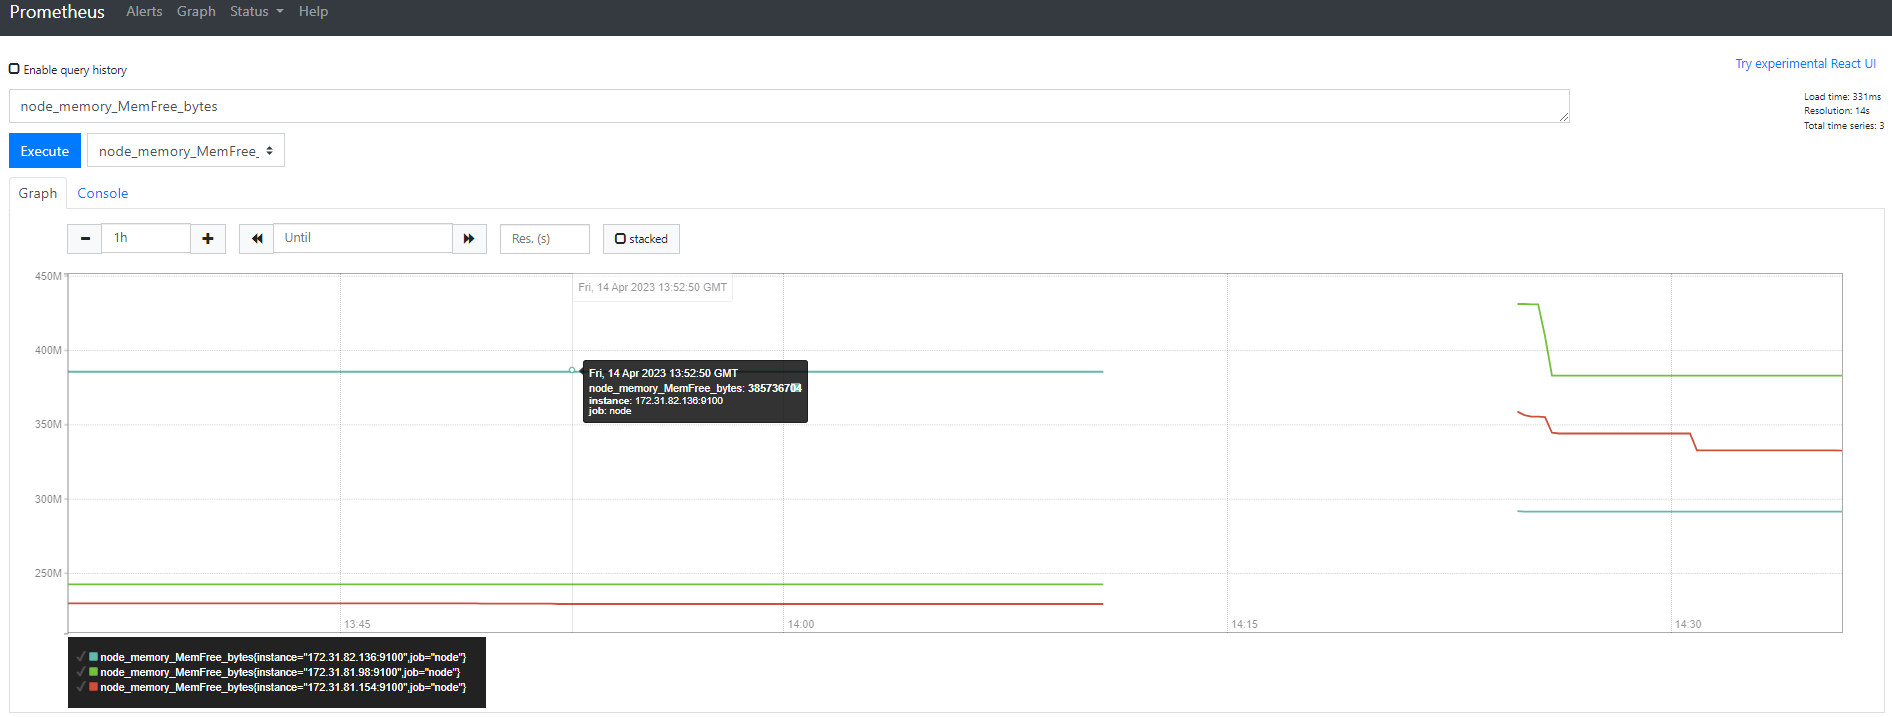 Prometheus Alerts Graph Status Help
Enable query history
Try experimental React UI
node_memory_MemFree_bytes
Load time: 331ms
Resolution: 14s
Total time series: 3
Execute node_memory_MemFree_
Graph Console
1h Until Res. (s) stacked
450M
Fri, 14 Apr 2023 13:52:50 GMT
400M
Fri, 14 Apr 2023 13:52:50 GMT
node_memory_MemFree_bytes: 385736704
instance: 172.31.82.136:9100
job: node
350M
300M
250M
13:45 14:00 14:15 14:30
node_memory_MemFree_bytes{instance="172.31.82.136:9100",job="node"}
node_memory_MemFree_bytes{instance="172.31.81.98:9100",job="node"}
node_memory_MemFree_bytes{instance="172.31.81.154:9100",job="node"}